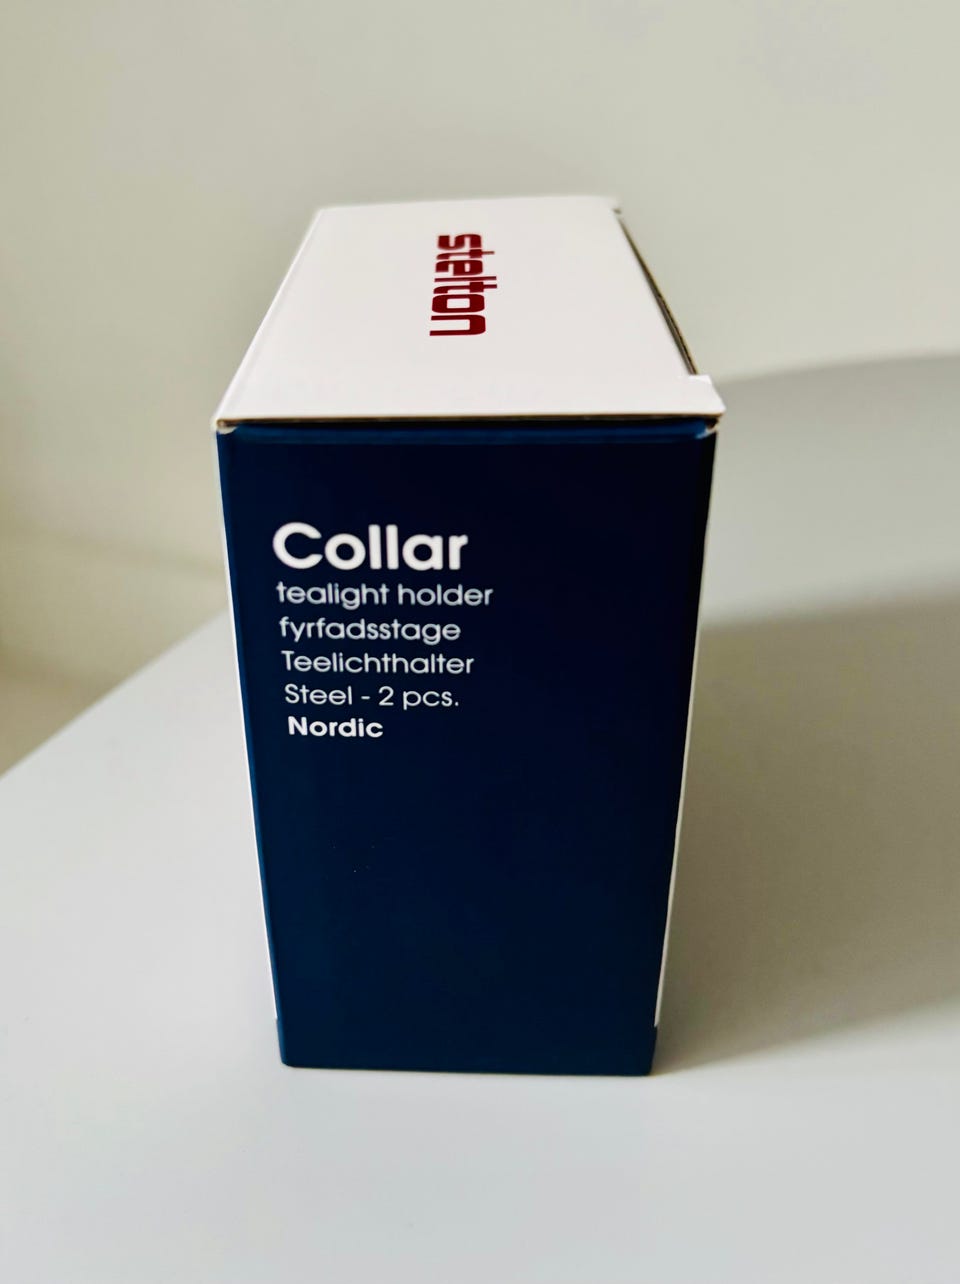 stelton
Collar
tealight holder
fyrfadsstage
Teelichthalter
Steel - 2 pcs.
Nordic